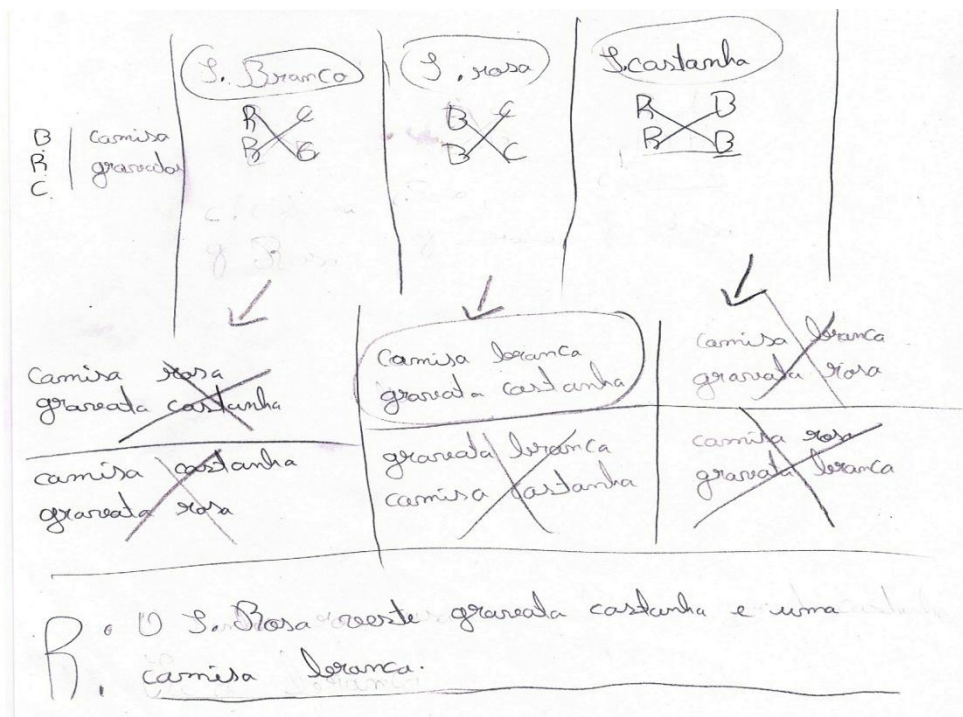 S. Branco
S. rosa
S. castanha
B camisa
R gravata
C
R C
B C
B C
B C
R B
R B
camisa rosa
gravata castanha
camisa castanha
gravata rosa
camisa branca
gravata castanha
gravata branca
camisa castanha
camisa branca
gravata rosa
camisa rosa
gravata branca
R: O S. Rosa veste gravata castanha e uma
camisa branca.